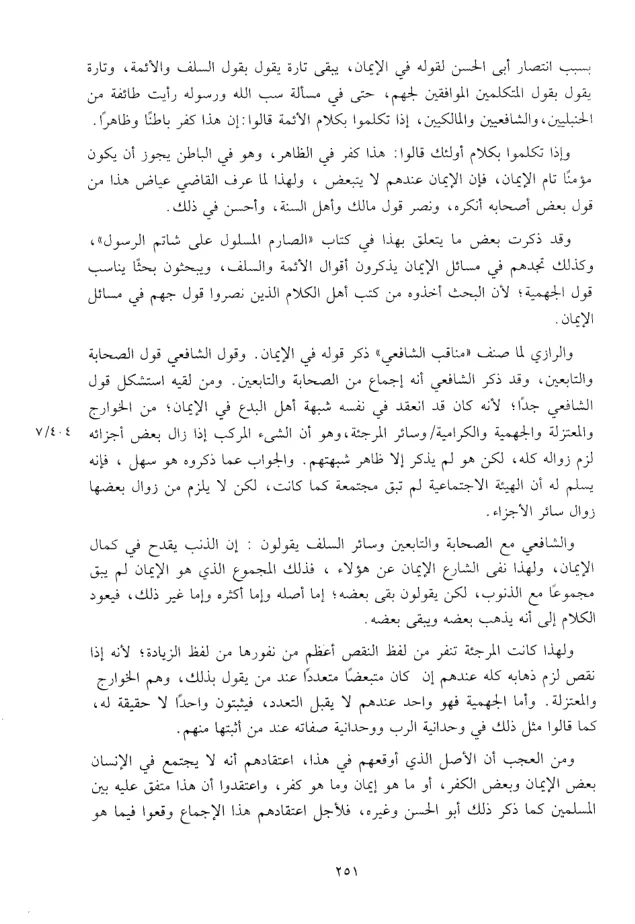 بسبب انتصار أبى الحسن لقوله في الإيمان، يبقى تارة يقول بقول السلف والأئمة، وتارة
يقول بقول المتكلمين الموافقين لجهم، حتى في مسألة سب الله ورسوله رأيت طائفة من
الحنبليين، والشافعيين والمالكيين، إذا تكلموا بكلام الأئمة قالوا: إن هذا كفر باطنًا وظاهرًا.
وإذا تكلموا بكلام أولئك قالوا: هذا كفر في الظاهر، وهو في الباطن يجوز أن يكون
مؤمنًا تام الإيمان، فإن الإيمان عندهم لا يتبعض ، ولهذا لما عرف القاضي عياض هذا من
قول بعض أصحابه أنكره، ونصر قول مالك وأهل السنة، وأحسن في ذلك.
وقد ذكرت بعض ما يتعلق بهذا في كتاب «الصارم المسلول على شاتم الرسول»،
وكذلك تجدهم في مسائل الإيمان يذكرون أقوال الأئمة والسلف، ويبحثون بحثًا يناسب
قول الجهمية؛ لأن البحث أخذوه من كتب أهل الكلام الذين نصروا قول جهم في مسائل
الإيمان.
والرازي لما صنف «مناقب الشافعي» ذكر قوله في الإيمان. وقول الشافعي قول الصحابة
والتابعين، وقد ذكر الشافعي أنه إجماع من الصحابة والتابعين. ومن لقيه استشكل قول
الشافعي جدًا؛ لأنه كان قد انعقد في نفسه شبهة أهل البدع في الإيمان؛ من الخوارج
والمعتزلة والجهمية والكرامية/ وسائر المرجئة، وهو أن الشىء المركب إذا زال بعض أجزائه ٧/٤٠٤
لزم زواله كله، لكن هو لم يذكر إلا ظاهر شبهتهم. والجواب عما ذكروه هو سهل ، فإنه
يسلم له أن الهيئة الاجتماعية لم تبق مجتمعة كما كانت، لكن لا يلزم من زوال بعضها
زوال سائر الأجزاء.
والشافعي مع الصحابة والتابعين وسائر السلف يقولون : إن الذنب يقدح في كمال
الإيمان، ولهذا نفى الشارع الإيمان عن هؤلاء ، فذلك المجموع الذي هو الإيمان لم يبق
مجموعًا مع الذنوب، لكن يقولون بقى بعضه؛ إما أصله وإما أكثره وإما غير ذلك، فيعود
الكلام إلى أنه يذهب بعضه ويبقى بعضه.
ولهذا كانت المرجئة تنفر من لفظ النقص أعظم من نفورها من لفظ الزيادة؛ لأنه إذا
نقص لزم ذهابه كله عندهم إن كان متبعضًا متعددًا عند من يقول بذلك، وهم الخوارج
والمعتزلة. وأما الجهمية فهو واحد عندهم لا يقبل التعدد، فيثبتون واحدًا لا حقيقة له،
كما قالوا مثل ذلك في وحدانية الرب ووحدانية صفاته عند من أثبتها منهم.
ومن العجب أن الأصل الذي أوقعهم في هذا، اعتقادهم أنه لا يجتمع في الإنسان
بعض الإيمان وبعض الكفر، أو ما هو إيمان وما هو كفر، واعتقدوا أن هذا متفق عليه بين
المسلمين كما ذكر ذلك أبو الحسن وغيره، فلأجل اعتقادهم هذا الإجماع وقعوا فيما هو
٢٥١